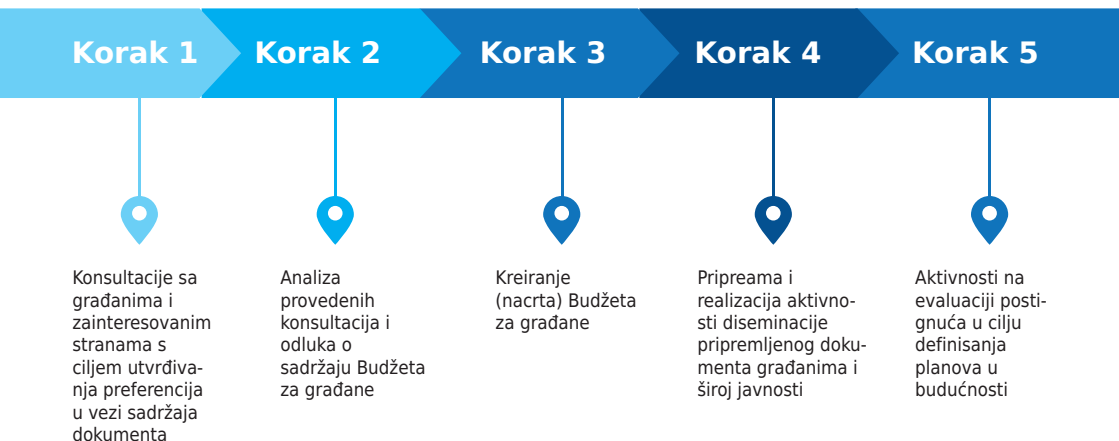 Korak 1
Korak 2
Korak 3
Korak 4
Korak 5
Konsultacije sa
građanima i
zainteresovanim
stranama s
ciljem utvrđiva-
nja preferencija
u vezi sadržaja
dokumenta
Analiza
provedenih
konsultacija i
odluka o
sadržaju Budžeta
za građane
Kreiranje
(nacrta) Budžeta
za građane
Pripreama i
realizacija aktivno-
sti diseminacije
pripremljenog doku-
menta građanima i
široj javnosti
Aktivnosti na
evaluaciji posti-
gnuća u cilju
definisanja
planova u
budućnosti